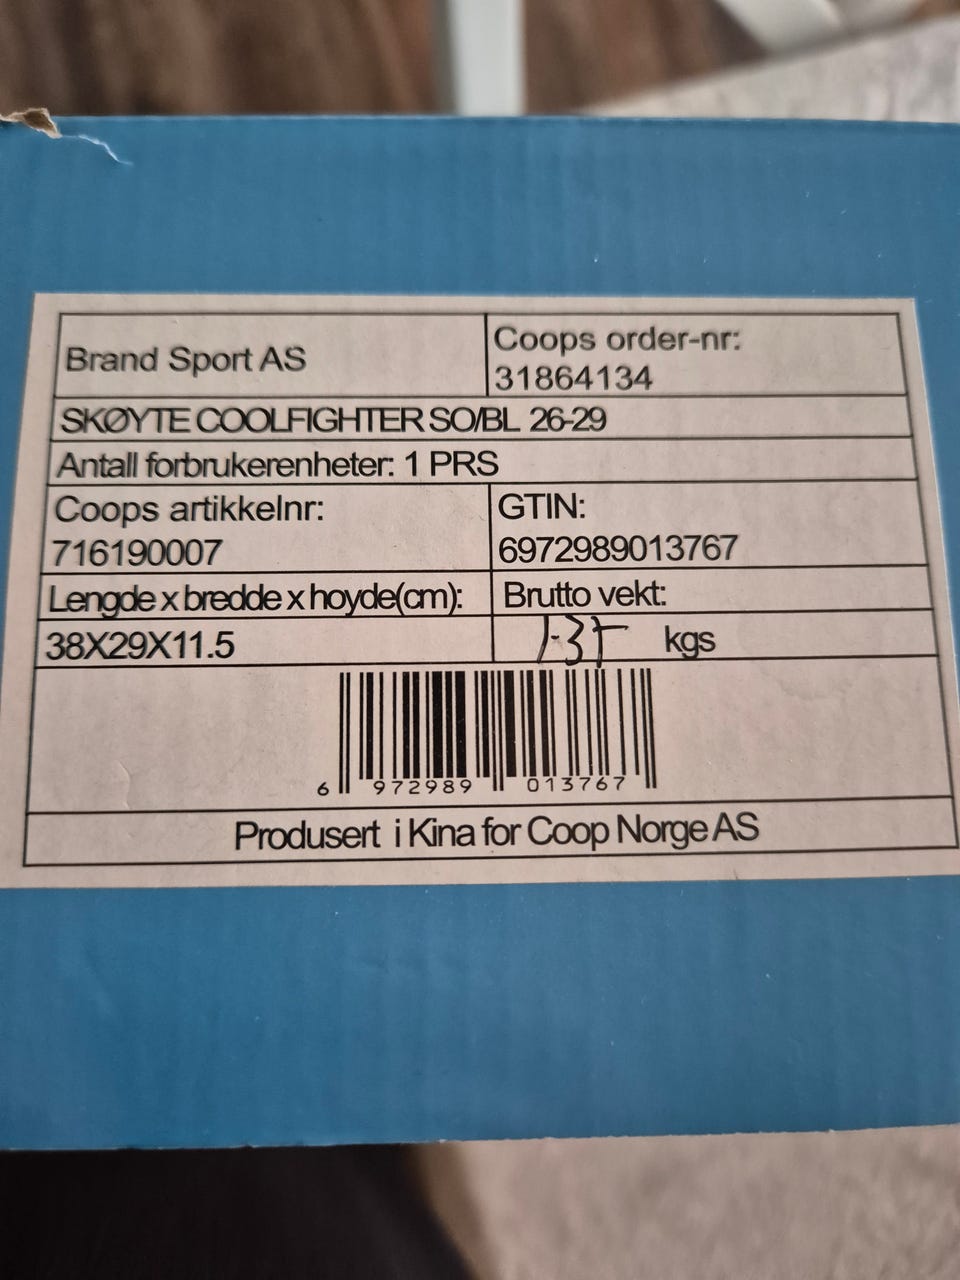 Brand Sport AS
Coops order-nr:
31864134
SKØYTE COOLFIGHTER SO/BL 26-29
Antall forbrukerenheter: 1 PRS
Coops artikkelnr:
716190007
GTIN:
6972989013767
Lengde x bredde x hoyde(cm):
38X29X11.5
Brutto vekt:
kgs
6 972989 013767
Produsert i Kina for Coop Norge AS